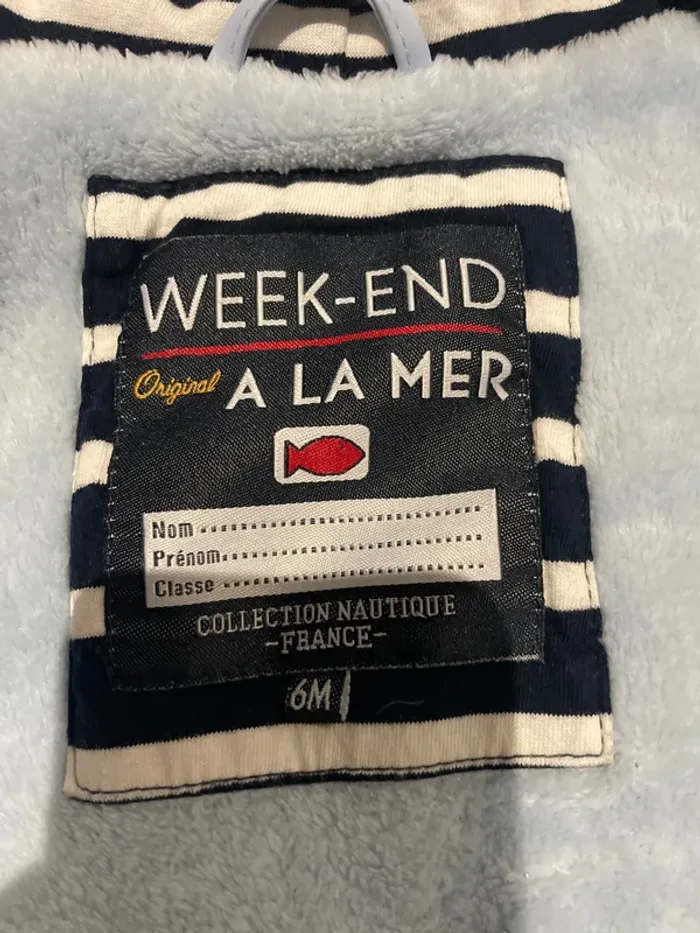 WEEK-END
Original A LA MER
Nom
Prénom
Classe
COLLECTION NAUTIQUE
-FRANCE-
6M